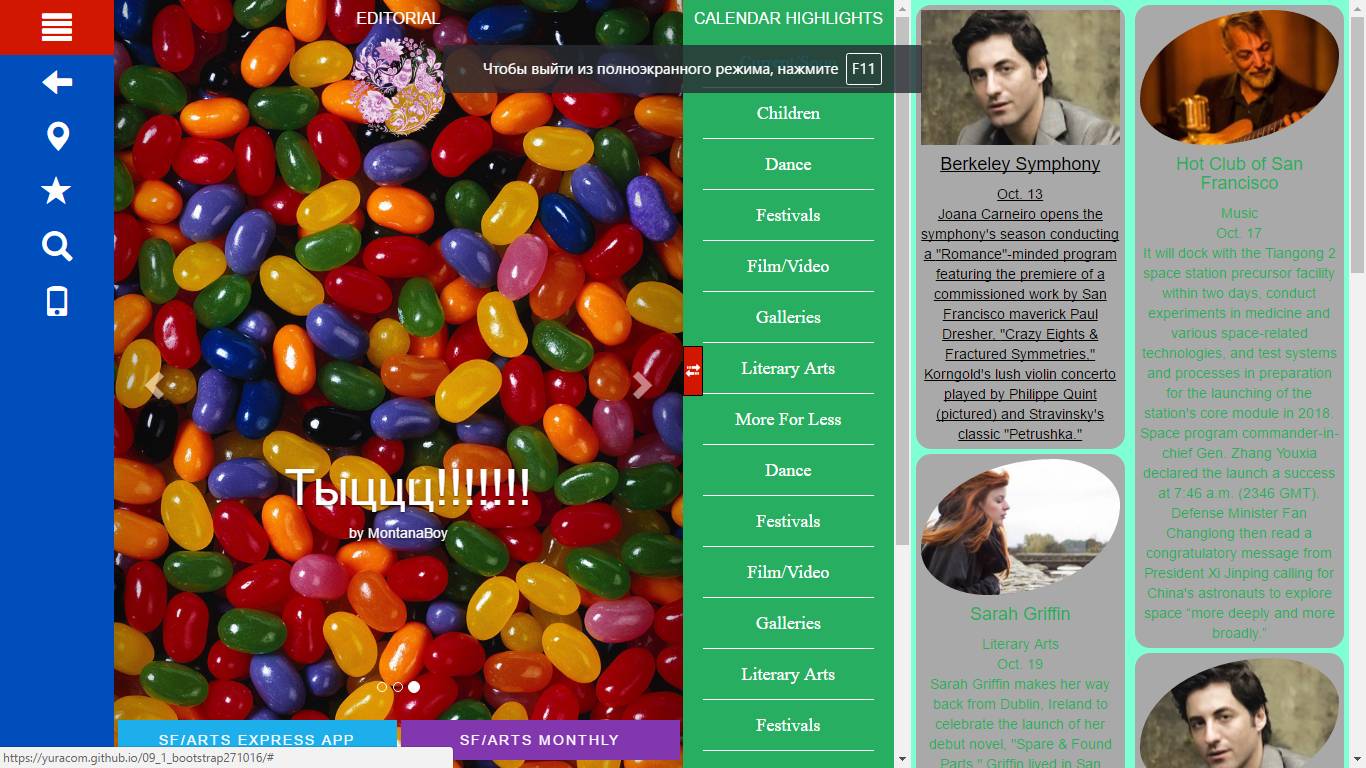 EDITORIAL
Тыццц!!!!!!!
by MontanaBoy
SF/ARTS EXPRESS APP
SF/ARTS MONTHLY
https://yuracom.github.io/09_1_bootstrap271016/#
Чтобы выйти из полноэкранного режима, нажмите F11
CALENDAR HIGHLIGHTS
Children
Dance
Festivals
Film/Video
Galleries
Literary Arts
More For Less
Dance
Festivals
Film/Video
Galleries
Literary Arts
Festivals
Berkeley Symphony
Oct. 13
Joana Carneiro opens the
symphony's season conducting
a "Romance"-minded program
featuring the premiere of a
commissioned work by San
Francisco maverick Paul
Dresher, "Crazy Eights &
Fractured Symmetries,"
Korngold's lush violin concerto
played by Philippe Quint
(pictured) and Stravinsky's
classic "Petrushka."
Sarah Griffin
Literary Arts
Oct. 19
Sarah Griffin makes her way
back from Dublin, Ireland to
celebrate the launch of her
debut novel, "Spare & Found
Parts." Griffin lived in San
Hot Club of San
Francisco
Music
Oct. 17
It will dock with the Tiangong 2
space station precursor facility
within two days, conduct
experiments in medicine and
various space-related
technologies, and test systems
and processes in preparation
for the launching of the
station's core module in 2018.
Space program commander-in-
chief Gen. Zhang Youxia
declared the launch a success
at 7:46 a.m. (2346 GMT).
Defense Minister Fan
Changlong then read a
congratulatory message from
President Xi Jinping calling for
China's astronauts to explore
space “more deeply and more
broadly.”